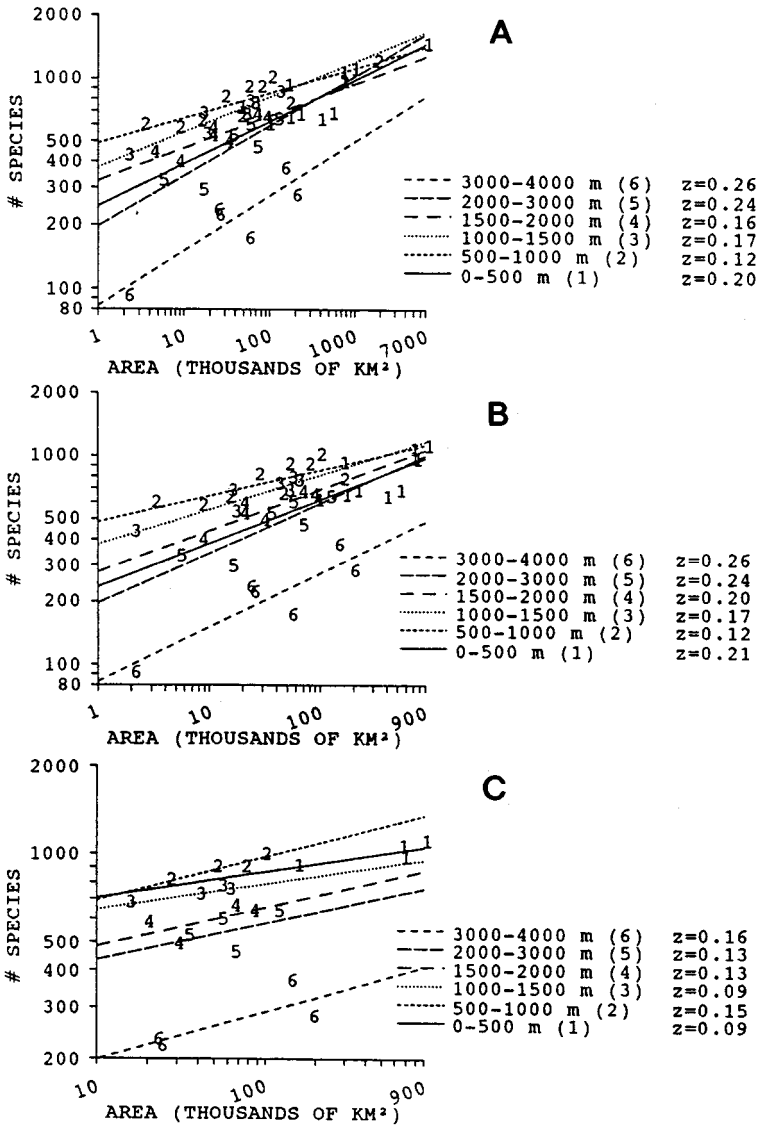 A
# SPECIES
2000
1000
500
400
300
200
100
80
1
10
100
1000
7000
AREA (THOUSANDS OF KM²)
3000-4000 m (6) z=0.26
2000-3000 m (5) z=0.24
1500-2000 m (4) z=0.16
1000-1500 m (3) z=0.17
500-1000 m (2) z=0.12
0-500 m (1) z=0.20
B
# SPECIES
2000
1000
500
400
300
200
100
80
1
10
100
900
AREA (THOUSANDS OF KM²)
3000-4000 m (6) z=0.26
2000-3000 m (5) z=0.24
1500-2000 m (4) z=0.20
1000-1500 m (3) z=0.17
500-1000 m (2) z=0.12
0-500 m (1) z=0.21
C
# SPECIES
2000
1000
500
400
300
200
10
100
900
AREA (THOUSANDS OF KM²)
3000-4000 m (6) z=0.16
2000-3000 m (5) z=0.13
1500-2000 m (4) z=0.13
1000-1500 m (3) z=0.09
500-1000 m (2) z=0.15
0-500 m (1) z=0.09